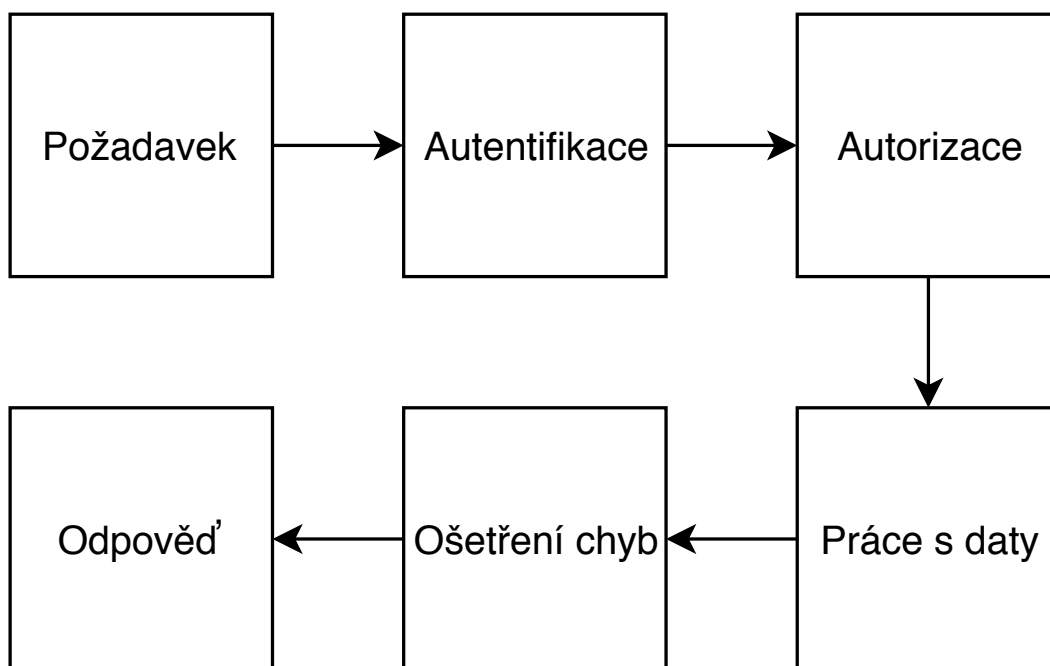 Požadavek
Autentifikace
Autorizace
Práce s daty
Ošetření chyb
Odpověď